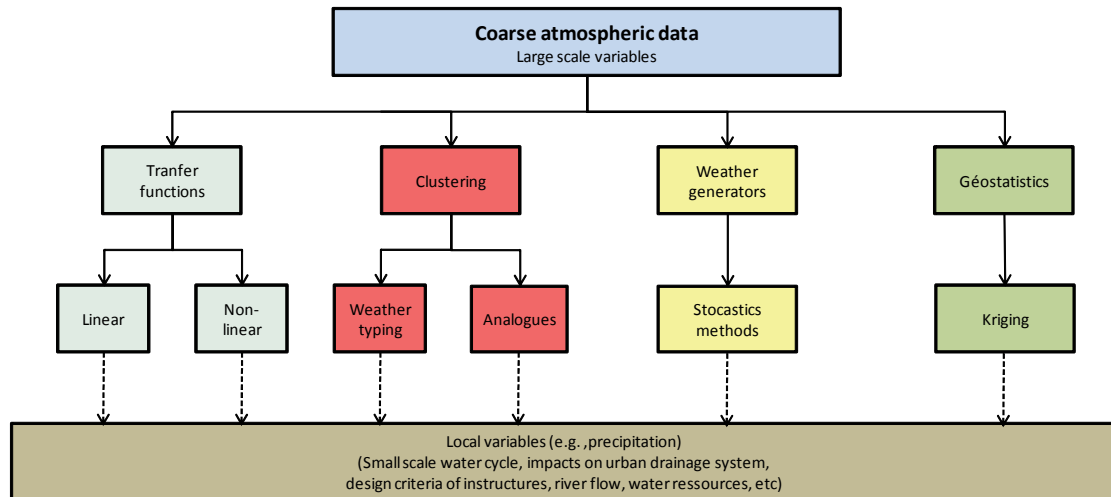 Coarse atmospheric data
Large scale variables
Tranfer
functions
Clustering
Weather
generators
Géostatistics
Linear
Non-
linear
Weather
typing
Analogues
Stocastics
methods
Kriging
Local variables (e.g. ,precipitation)
(Small scale water cycle, impacts on urban drainage system,
design criteria of instructures, river flow, water ressources, etc)